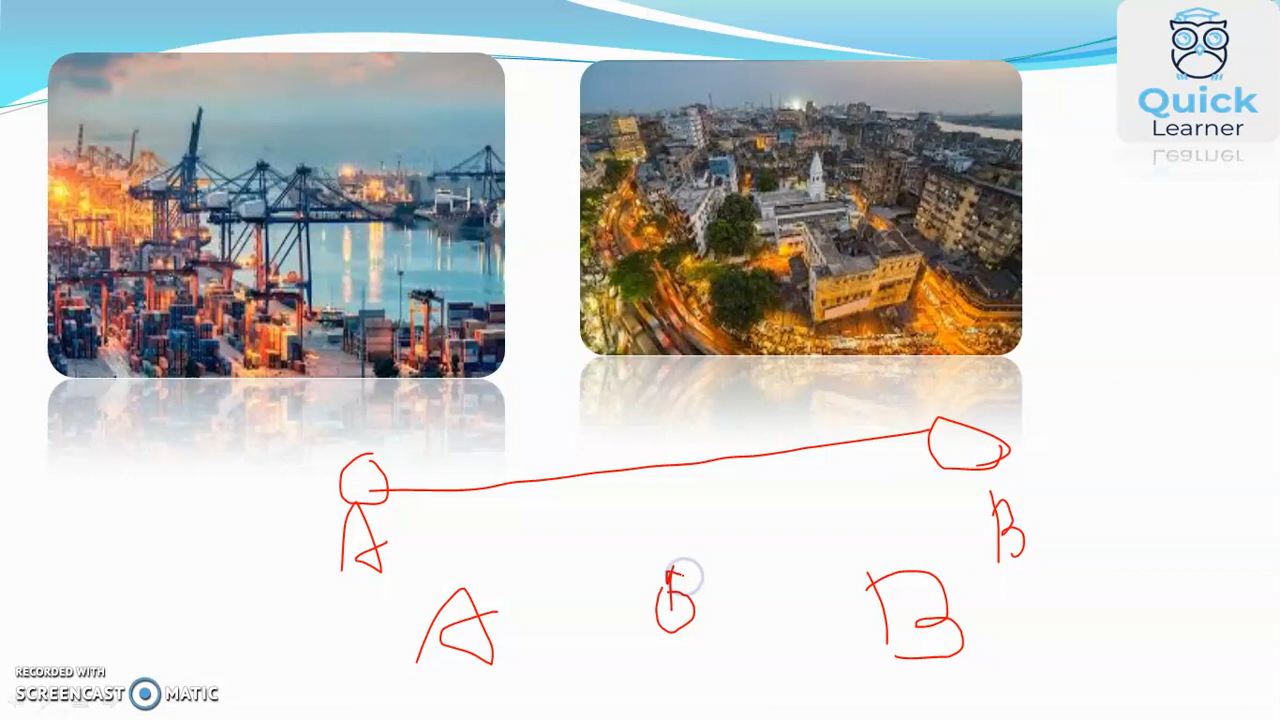 Quick
Learner
A
B
A
B
RECORDED WITH
SCREENCAST MATIC